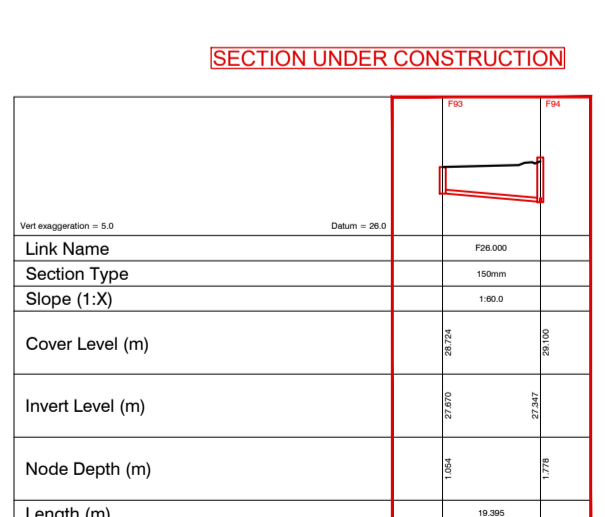 SECTION UNDER CONSTRUCTION
F93 F94
Vert exaggeration = 5.0 Datum = 26.0
Link Name F26.000
Section Type 150mm
Slope (1:X) 1:60.0
Cover Level (m) 28.724 29.100
Invert Level (m) 27.670 27.347
Node Depth (m) 1.054 1.778
Length (m) 19.395